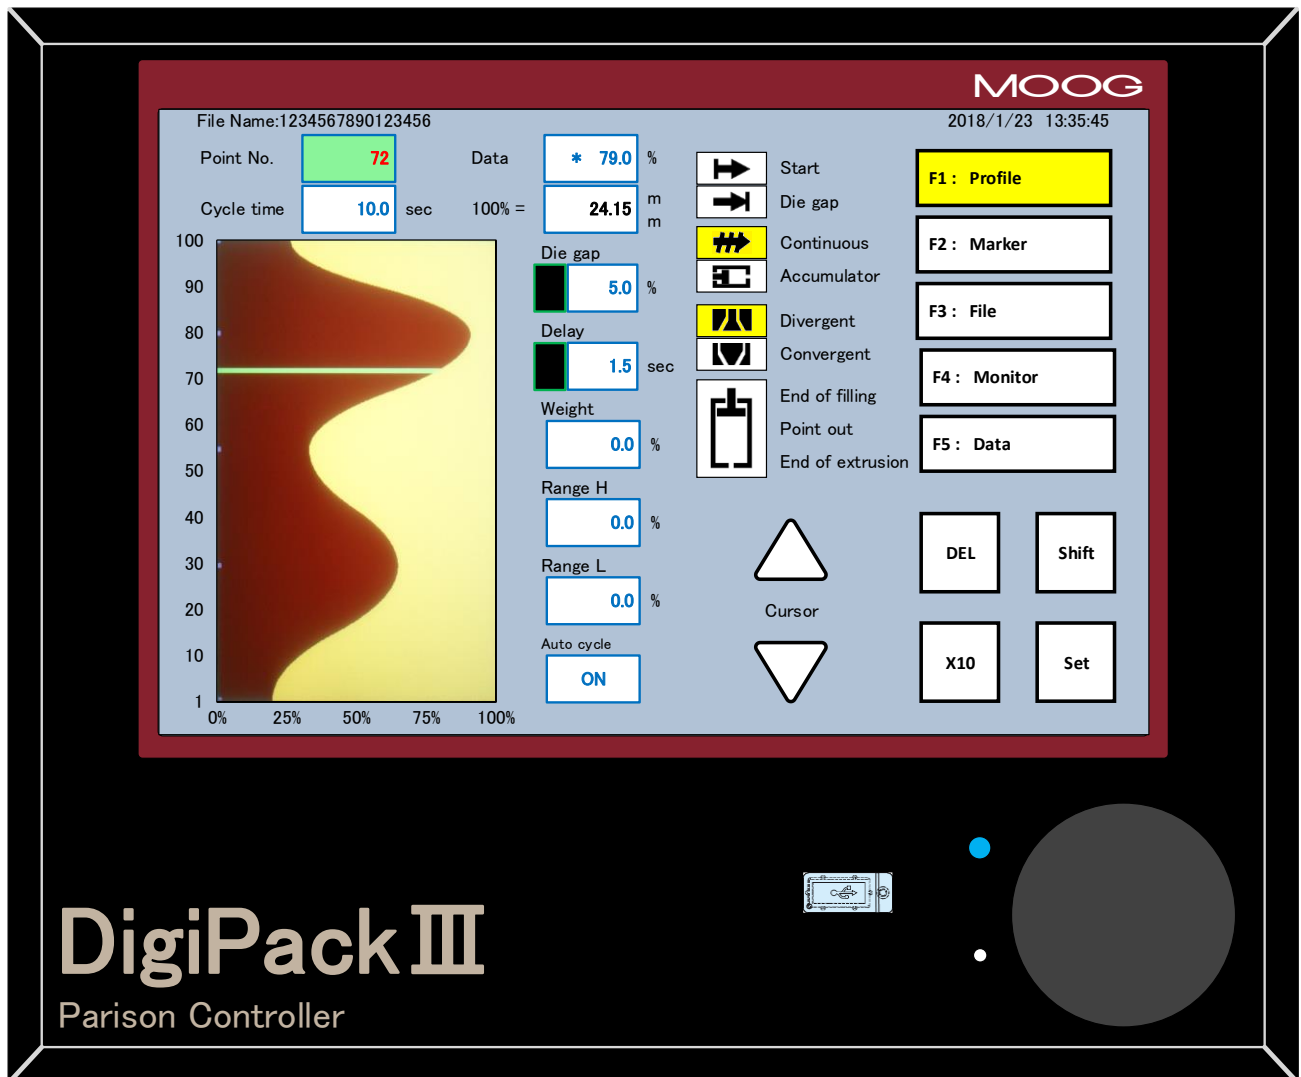 MOOG
File Name:1234567890123456
2018/1/23 13:35:45
Point No. 72
Data * 79.0 %
Cycle time 10.0 sec
100% = 24.15 mm
Die gap
5.0 %
Delay
1.5 sec
Weight
0.0 %
Range H
0.0 %
Range L
0.0 %
Auto cycle
ON
100
90
80
70
60
50
40
30
20
10
1
0% 25% 50% 75% 100%
Start
Die gap
Continuous
Accumulator
Divergent
Convergent
End of filling
Point out
End of extrusion
Cursor
F1 : Profile
F2 : Marker
F3 : File
F4 : Monitor
F5 : Data
DEL Shift
X10 Set
DigiPack III
Parison Controller